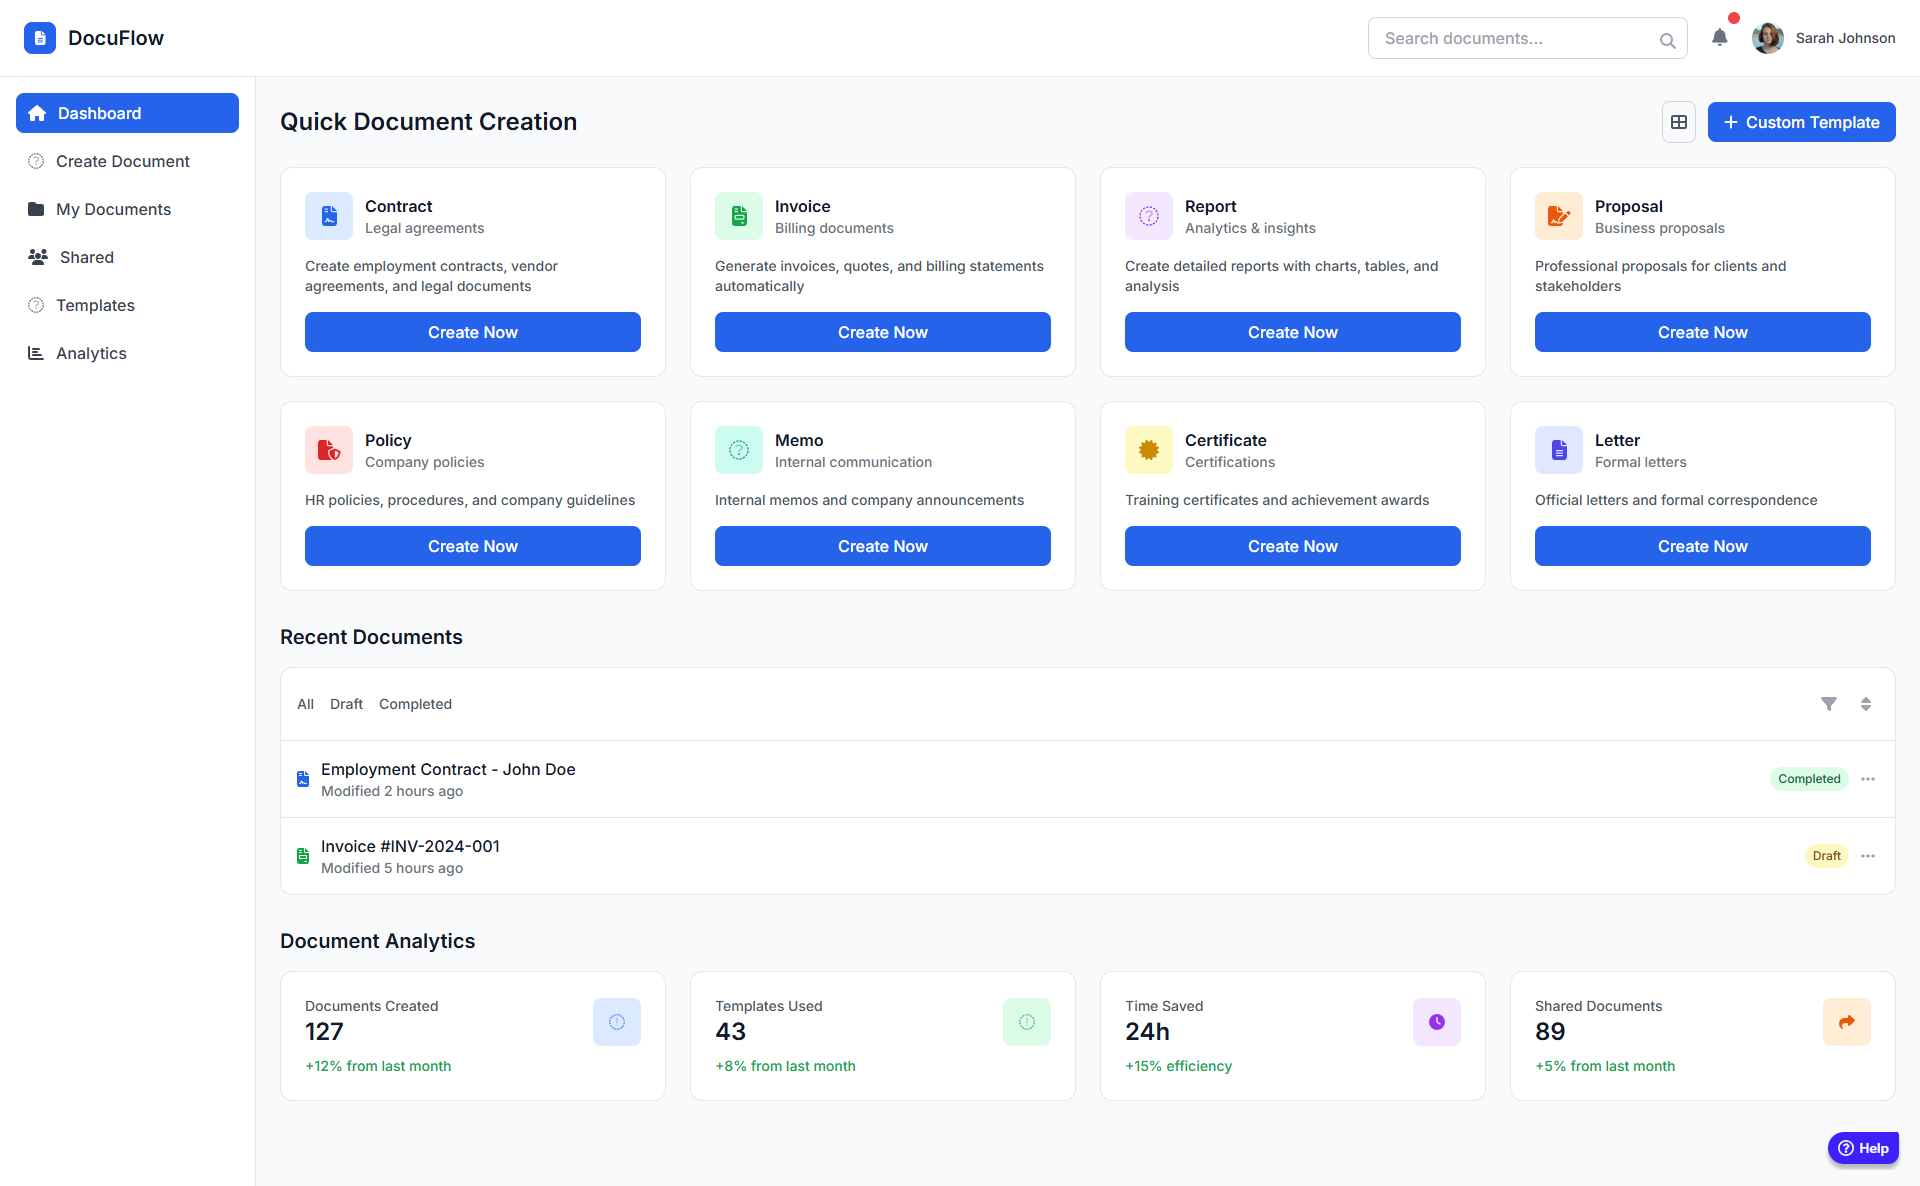 DocuFlow
Search documents...
Sarah Johnson
Dashboard
Create Document
My Documents
Shared
Templates
Analytics
Quick Document Creation
Custom Template
Contract
Legal agreements
Create employment contracts, vendor
agreements, and legal documents
Create Now
Invoice
Billing documents
Generate invoices, quotes, and billing statements
automatically
Create Now
Report
Analytics & insights
Create detailed reports with charts, tables, and
analysis
Create Now
Proposal
Business proposals
Professional proposals for clients and
stakeholders
Create Now
Policy
Company policies
HR policies, procedures, and company guidelines
Create Now
Memo
Internal communication
Internal memos and company announcements
Create Now
Certificate
Certifications
Training certificates and achievement awards
Create Now
Letter
Formal letters
Official letters and formal correspondence
Create Now
Recent Documents
All Draft Completed
Employment Contract - John Doe
Modified 2 hours ago
Completed
Invoice #INV-2024-001
Modified 5 hours ago
Draft
Document Analytics
Documents Created
127
+12% from last month
Templates Used
43
+8% from last month
Time Saved
24h
+15% efficiency
Shared Documents
89
+5% from last month
Help